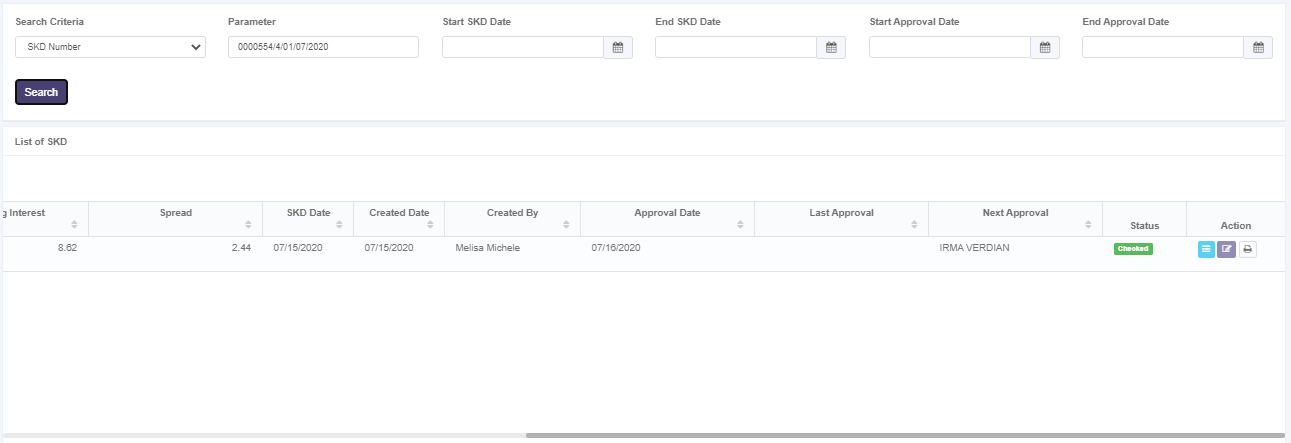 Search Criteria Parameter Start SKD Date End SKD Date Start Approval Date End Approval Date
SKD Number 0000554/4/01/07/2020
Search
List of SKD
g Interest Spread SKD Date Created Date Created By Approval Date Last Approval Next Approval Status Action
8.62 2.44 07/15/2020 07/15/2020 Melisa Michele 07/16/2020 IRMA VERDIAN Checked